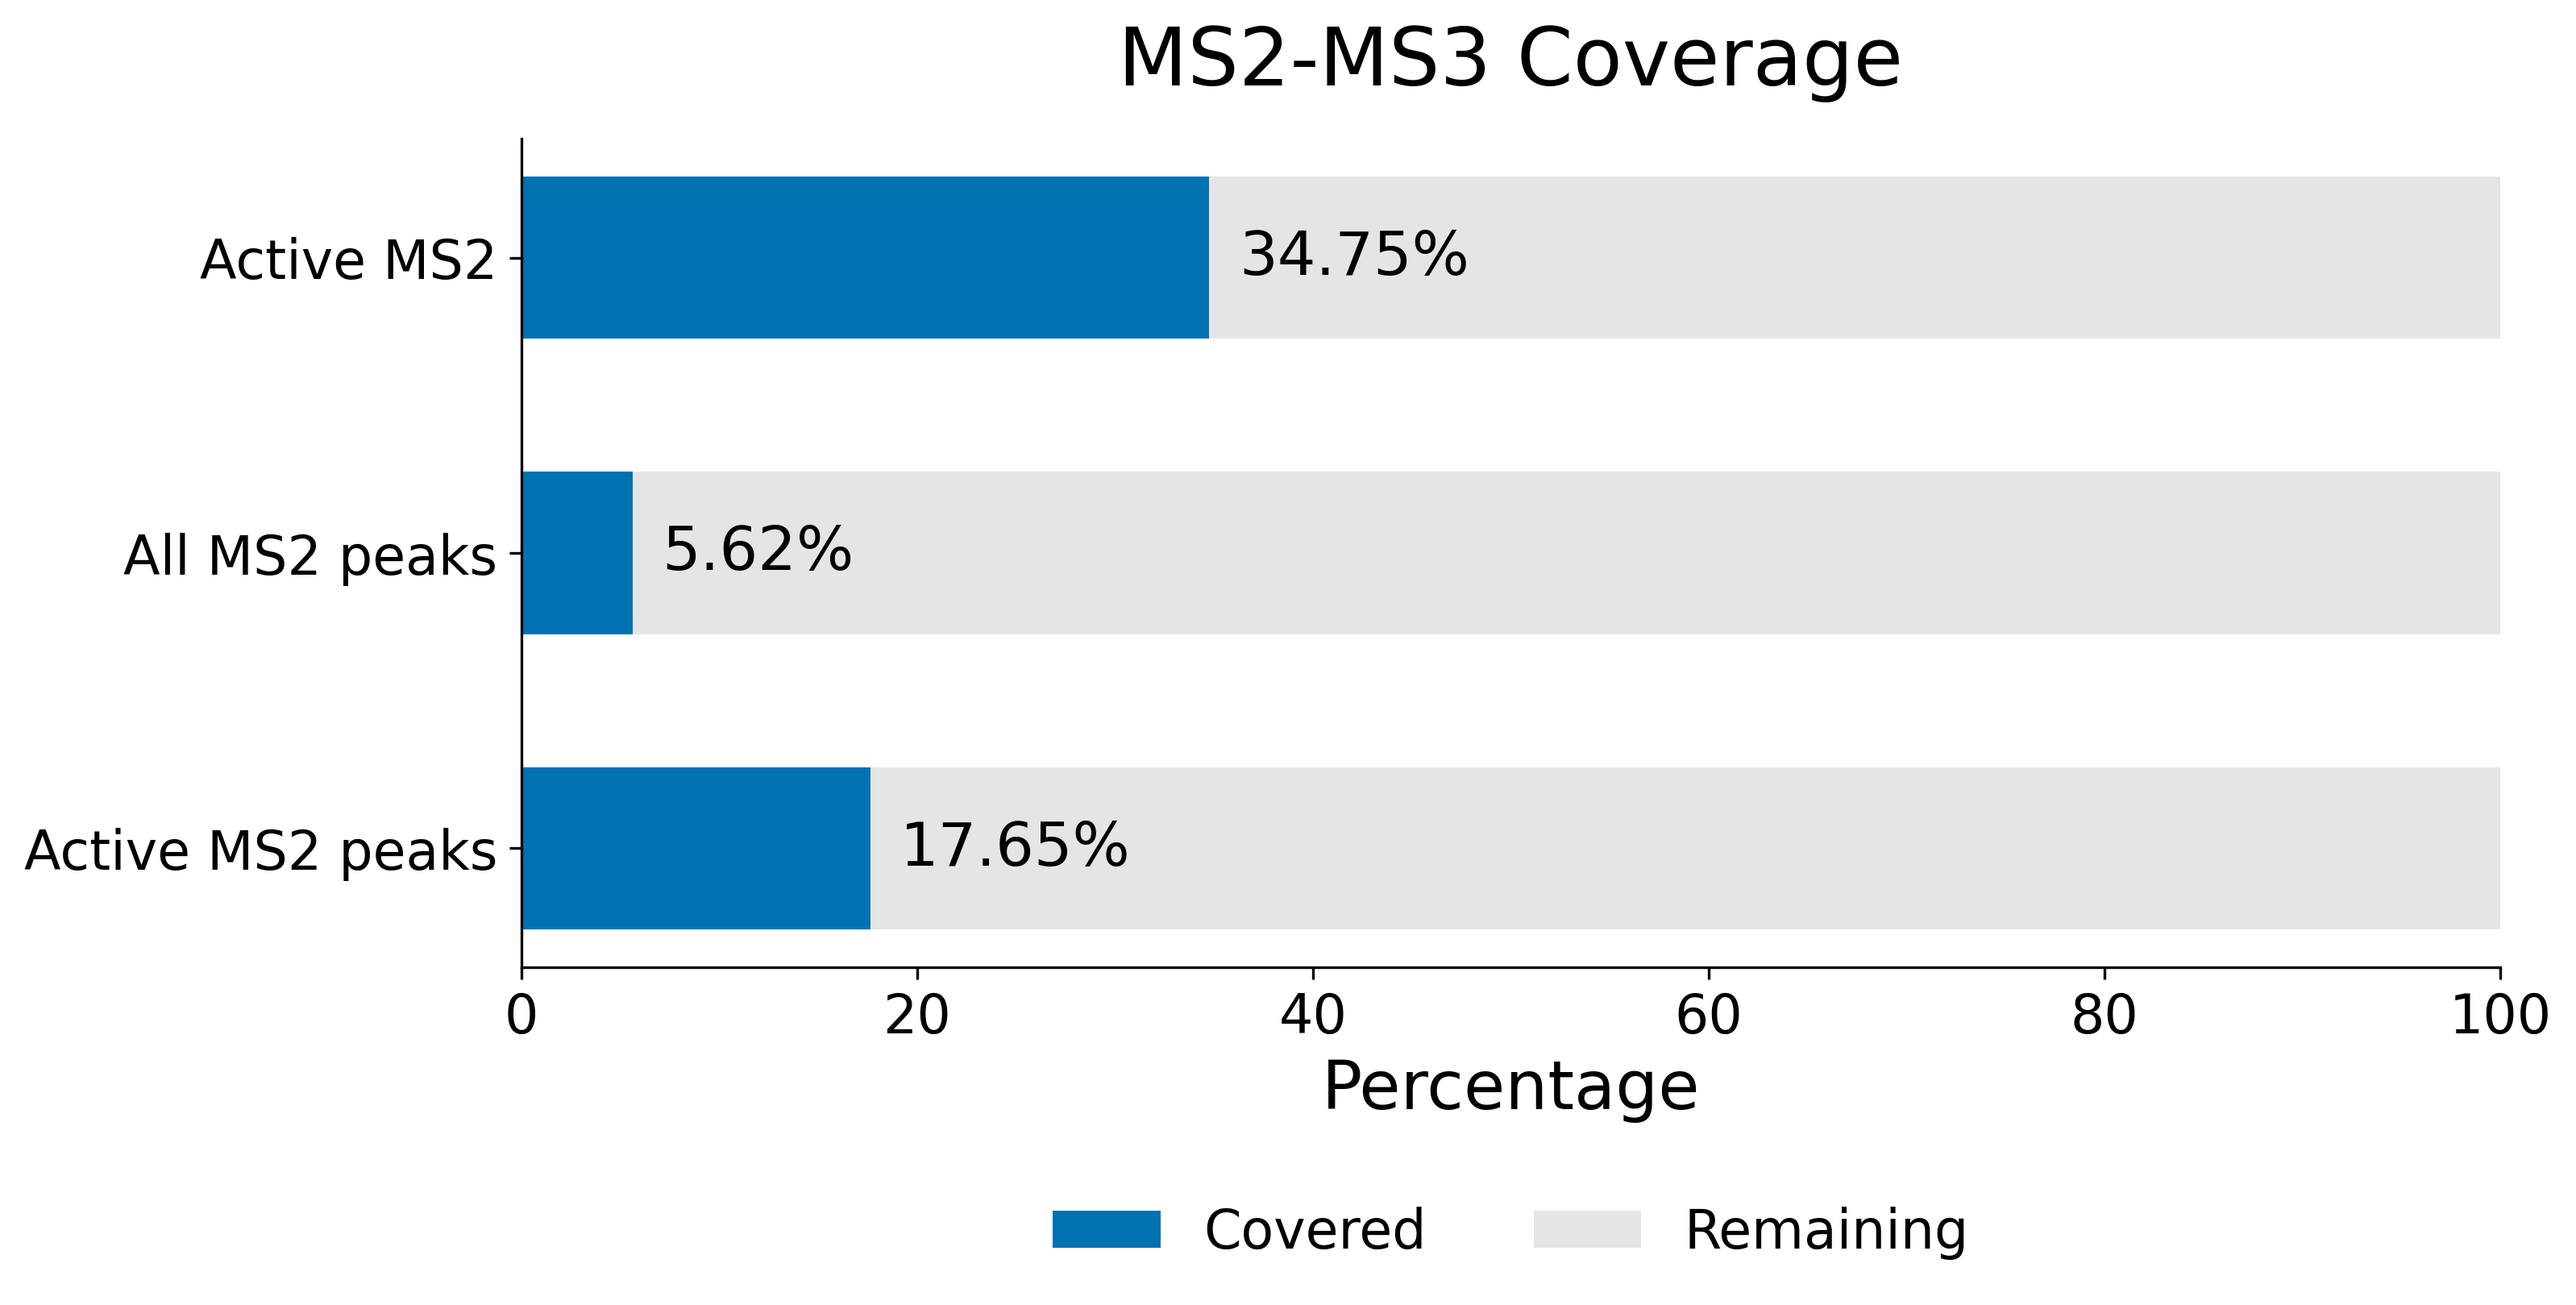 MS2-MS3 Coverage
Active MS2
34.75%
All MS2 peaks
5.62%
Active MS2 peaks
17.65%
0 20 40 60 80 100
Percentage
Covered Remaining